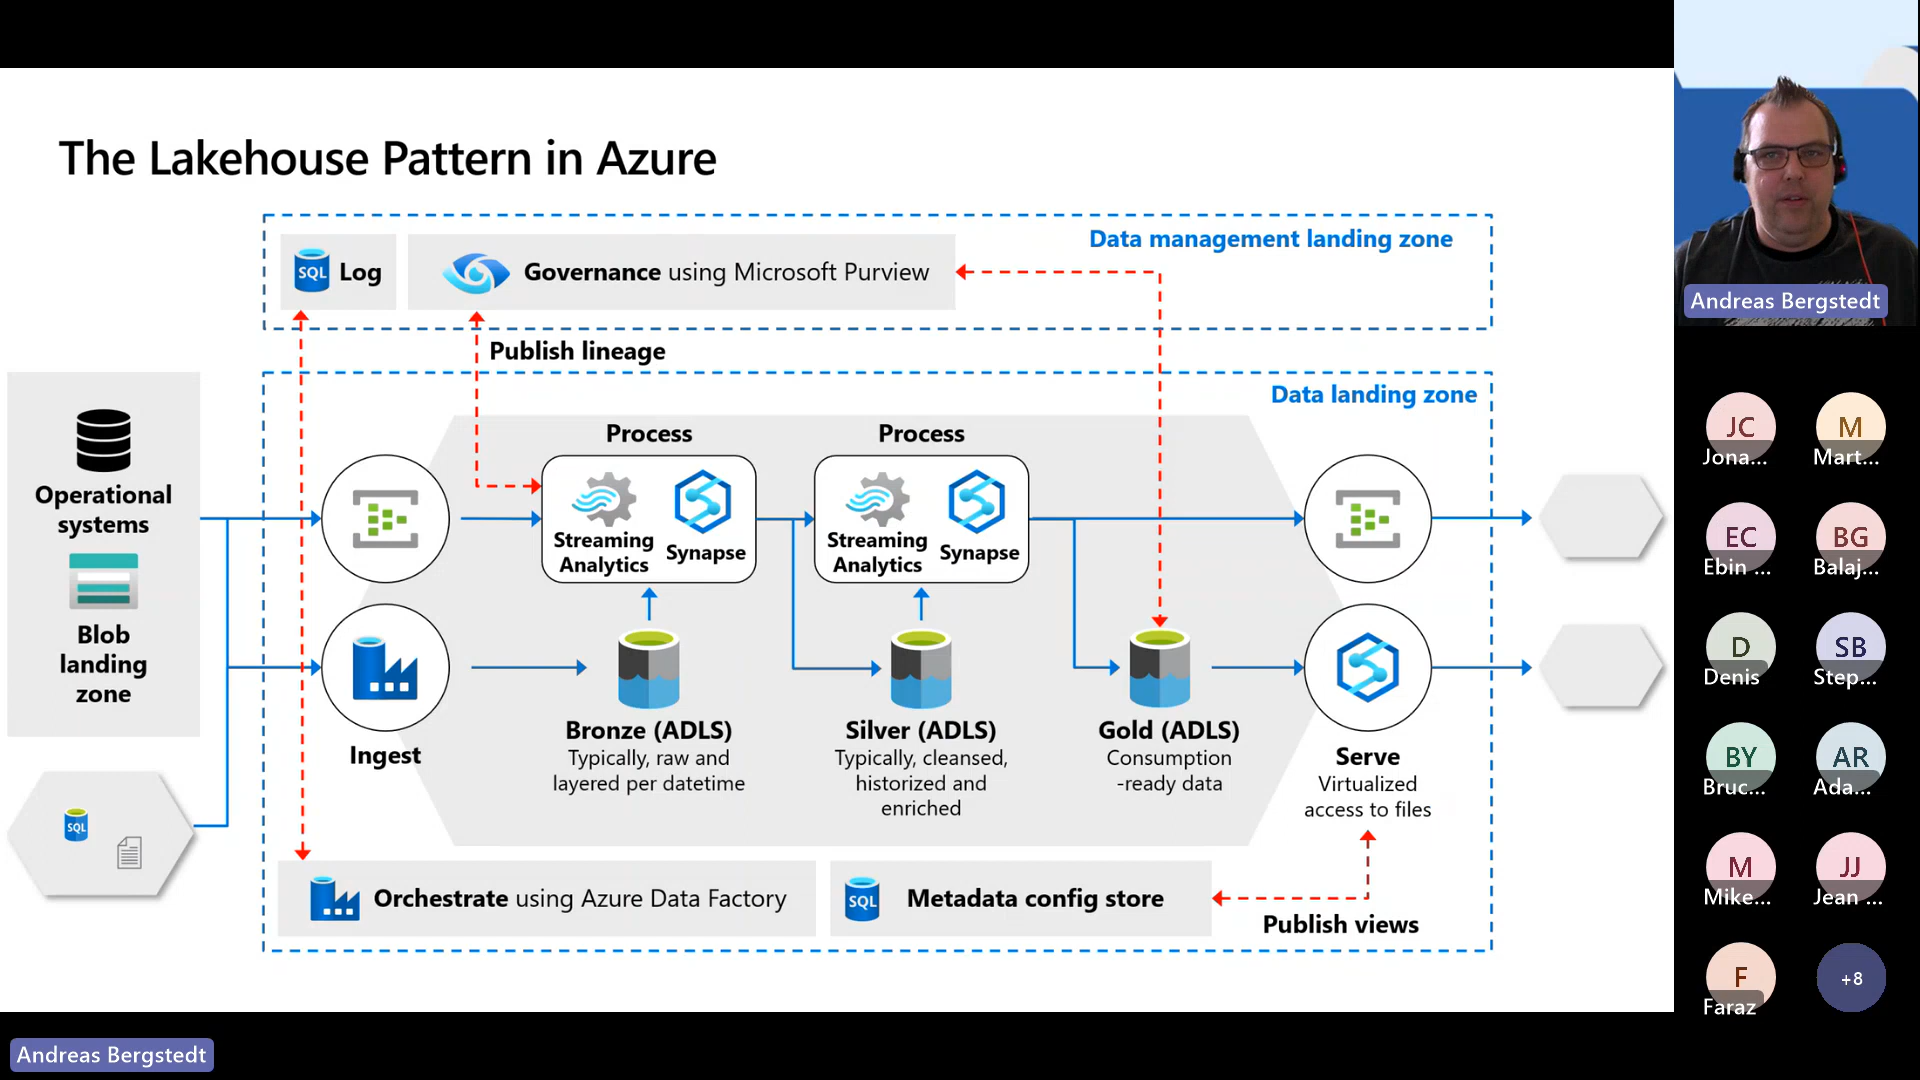 The Lakehouse Pattern in Azure
Data management landing zone
SQL
Log
Governance using Microsoft Purview
Publish lineage
Data landing zone
Operational
systems
Blob
landing
zone
SQL
Process
Streaming
Analytics
Synapse
Process
Streaming
Analytics
Synapse
Ingest
Bronze (ADLS)
Typically, raw and
layered per datetime
Silver (ADLS)
Typically, cleansed,
historized and
enriched
Gold (ADLS)
Consumption
-ready data
Serve
Virtualized
access to files
Orchestrate using Azure Data Factory
SQL
Metadata config store
Publish views
Andreas Bergstedt
Andreas Bergstedt
JC
Jona...
M
Mart...
EC
Ebin ...
BG
Balaj...
D
Denis
SB
Step...
BY
Bruc...
AR
Ada...
M
Mike...
JJ
Jean ...
F
Faraz
+8